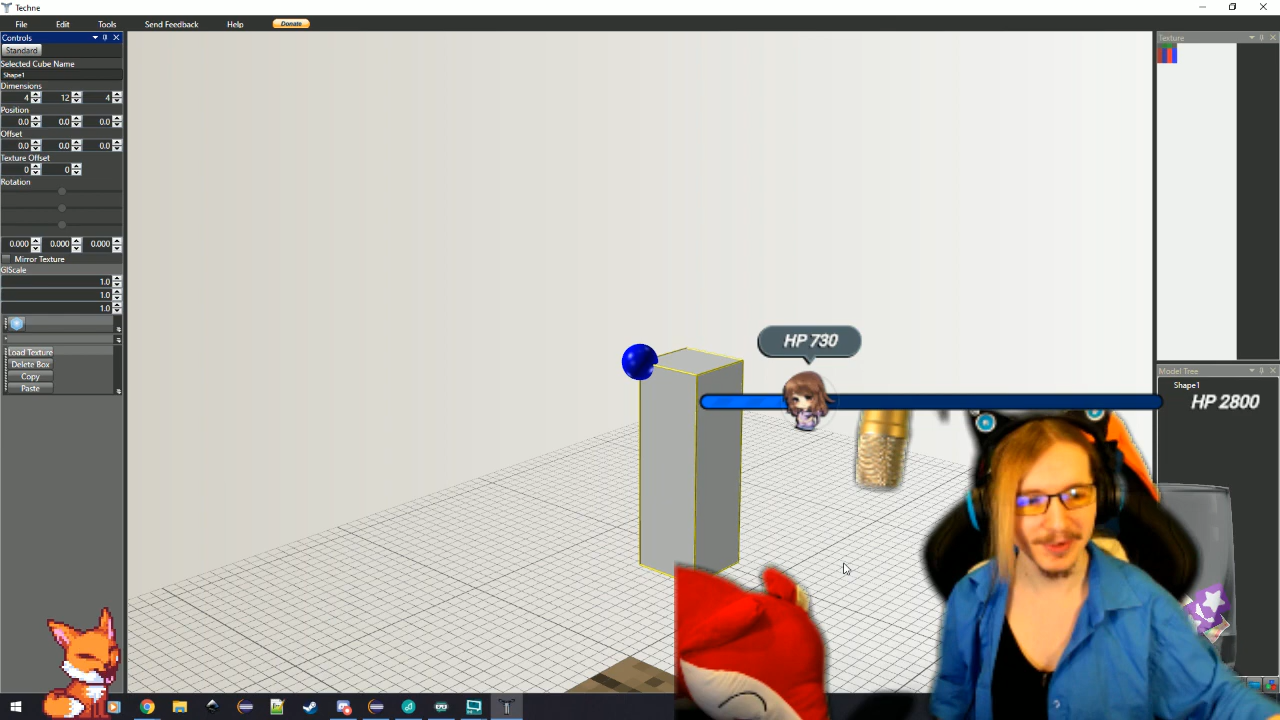 Techne
File Edit Tools Send Feedback Help Donate
Controls
Standard
Selected Cube Name
Shape1
Dimensions
4 12 4
Position
0.0 0.0 0.0
Offset
0.0 0.0 0.0
Texture Offset
0 0
Rotation
0.000 0.000 0.000
Mirror Texture
GlScale
1.0
1.0
1.0
Load Texture
Delete Box
Copy
Paste
HP 730
Texture
Model Tree
Shape1
HP 2800